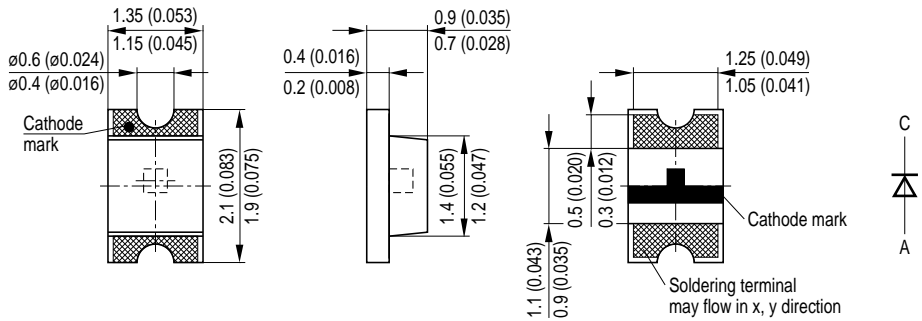 1.35 (0.053)
1.15 (0.045)
ø0.6 (ø0.024)
ø0.4 (ø0.016)
Cathode
mark
2.1 (0.083)
1.9 (0.075)
0.9 (0.035)
0.7 (0.028)
0.4 (0.016)
0.2 (0.008)
1.4 (0.055)
1.2 (0.047)
1.25 (0.049)
1.05 (0.041)
0.5 (0.020)
0.3 (0.012)
1.1 (0.043)
0.9 (0.035)
Cathode mark
Soldering terminal
may flow in x, y direction
C
A